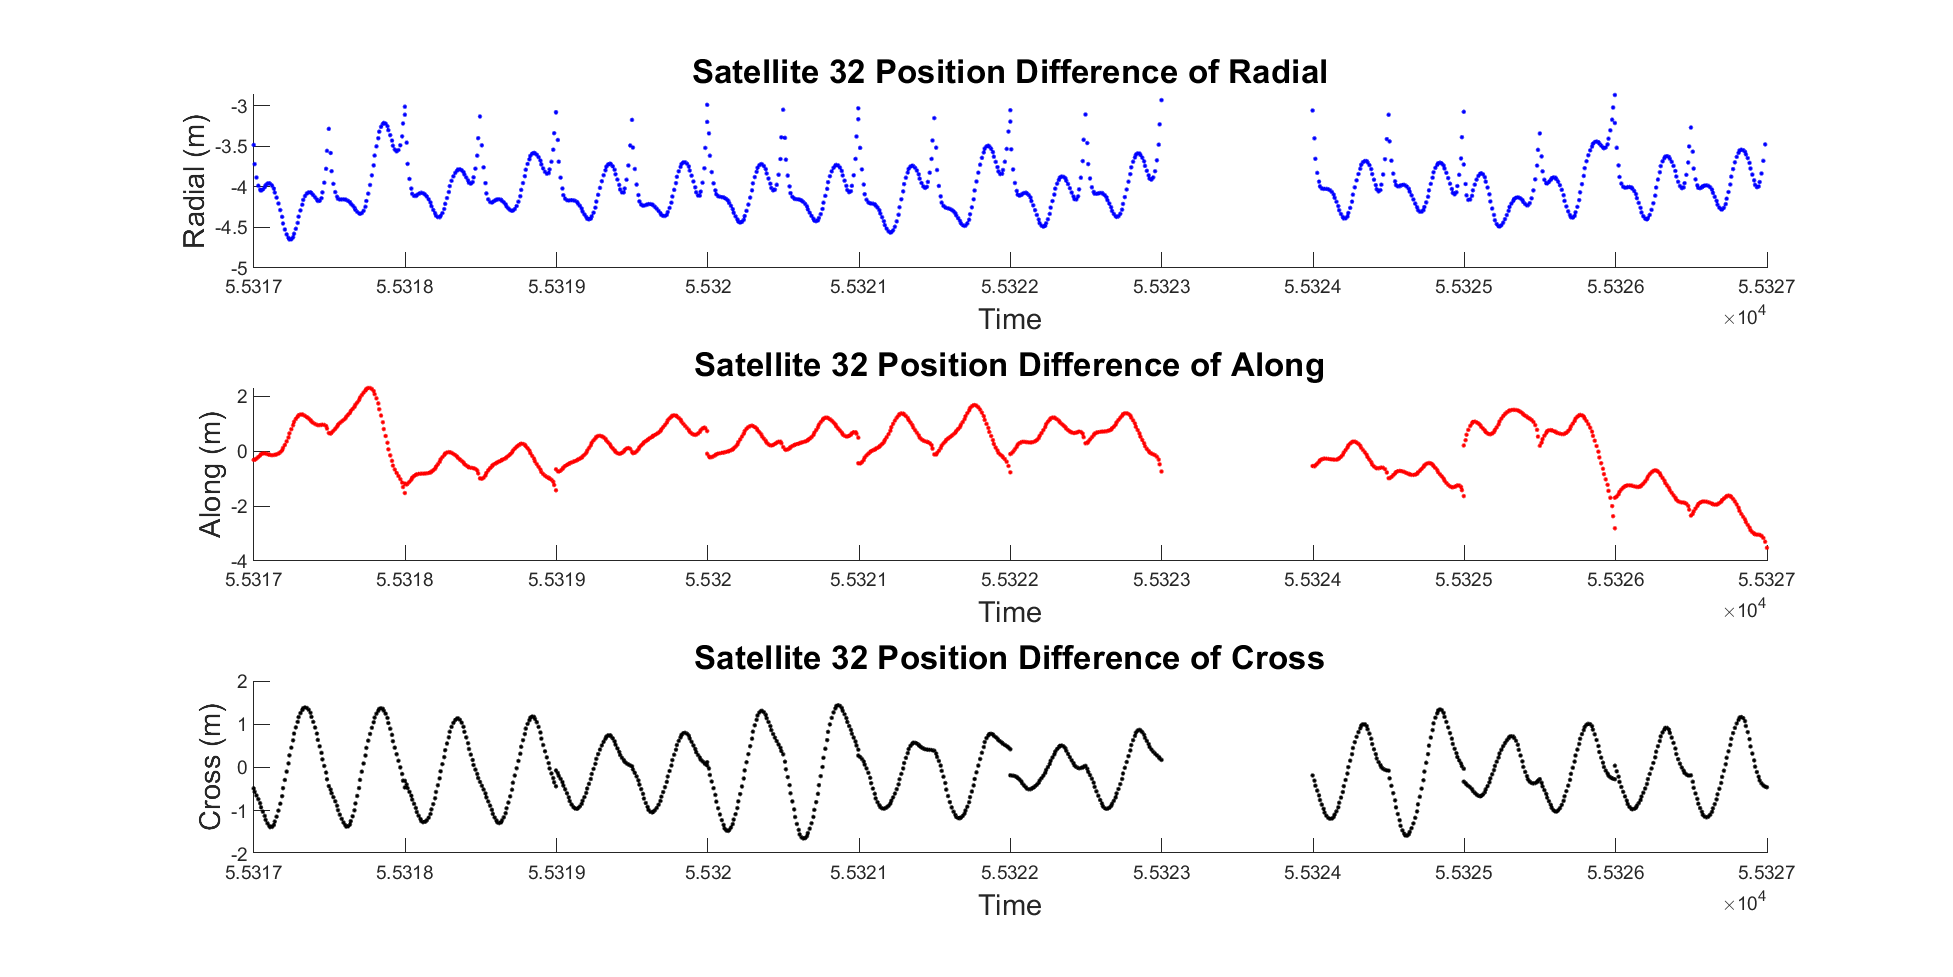 Satellite 32 Position Difference of Radial
Radial (m)
-3
-3.5
-4
-4.5
-5
5.5317 5.5318 5.5319 5.532 5.5321 5.5322 5.5323 5.5324 5.5325 5.5326 5.5327
Time
×10^4
Satellite 32 Position Difference of Along
Along (m)
2
0
-2
-4
5.5317 5.5318 5.5319 5.532 5.5321 5.5322 5.5323 5.5324 5.5325 5.5326 5.5327
Time
×10^4
Satellite 32 Position Difference of Cross
Cross (m)
2
1
0
-1
-2
5.5317 5.5318 5.5319 5.532 5.5321 5.5322 5.5323 5.5324 5.5325 5.5326 5.5327
Time
×10^4